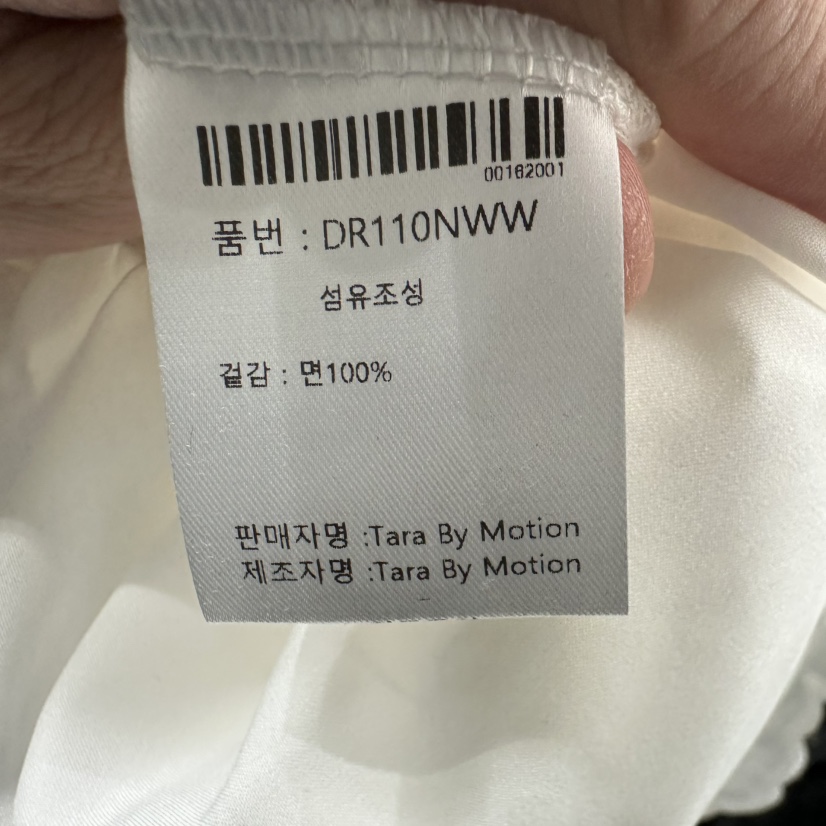 00162001
품번 : DR110NWW
섬유조성
겉감 : 면100%
판매자명 :Tara By Motion
제조자명 :Tara By Motion